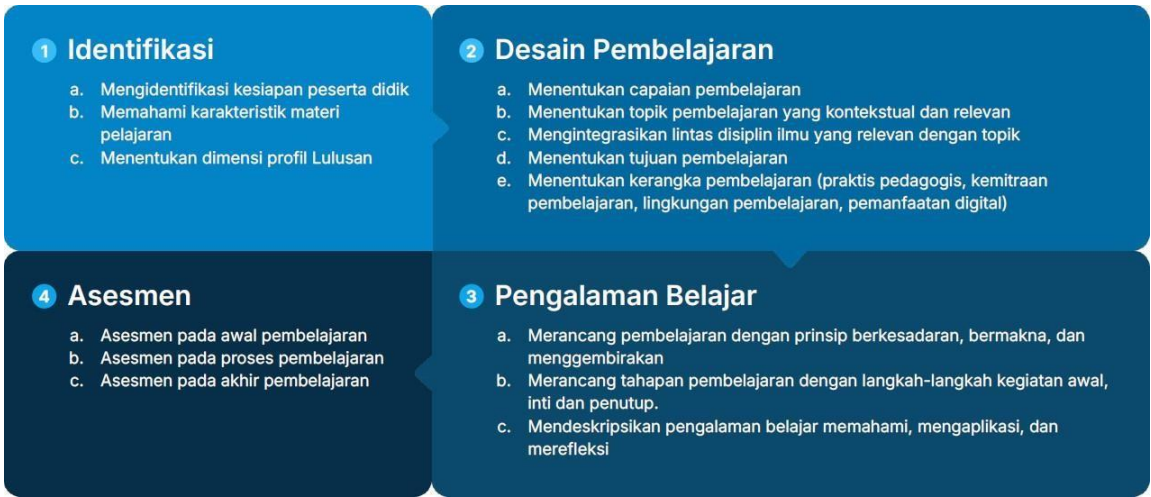 1 Identifikasi
a. Mengidentifikasi kesiapan peserta didik
b. Memahami karakteristik materi
pelajaran
c. Menentukan dimensi profil Lulusan
2 Desain Pembelajaran
a. Menentukan capaian pembelajaran
b. Menentukan topik pembelajaran yang kontekstual dan relevan
c. Mengintegrasikan lintas disiplin ilmu yang relevan dengan topik
d. Menentukan tujuan pembelajaran
e. Menentukan kerangka pembelajaran (praktis pedagogis, kemitraan
pembelajaran, lingkungan pembelajaran, pemanfaatan digital)
3 Pengalaman Belajar
a. Merancang pembelajaran dengan prinsip berkesadaran, bermakna, dan
menggembirakan
b. Merancang tahapan pembelajaran dengan langkah-langkah kegiatan awal,
inti dan penutup.
c. Mendeskripsikan pengalaman belajar memahami, mengaplikasi, dan
merefleksi
4 Asesmen
a. Asesmen pada awal pembelajaran
b. Asesmen pada proses pembelajaran
c. Asesmen pada akhir pembelajaran